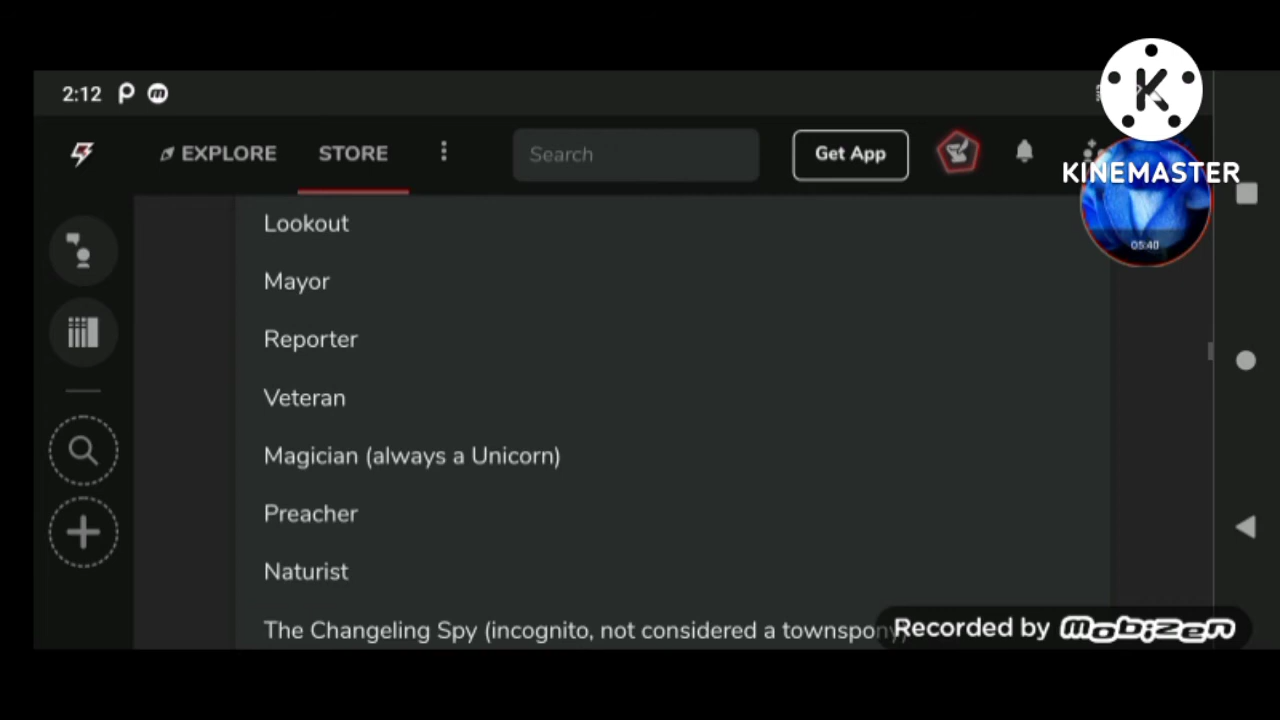 2:12
EXPLORE
STORE
Search
Get App
KINEMASTER
05:40
Lookout
Mayor
Reporter
Veteran
Magician (always a Unicorn)
Preacher
Naturist
The Changeling Spy (incognito, not considered a townspony)
Recorded by mobizen